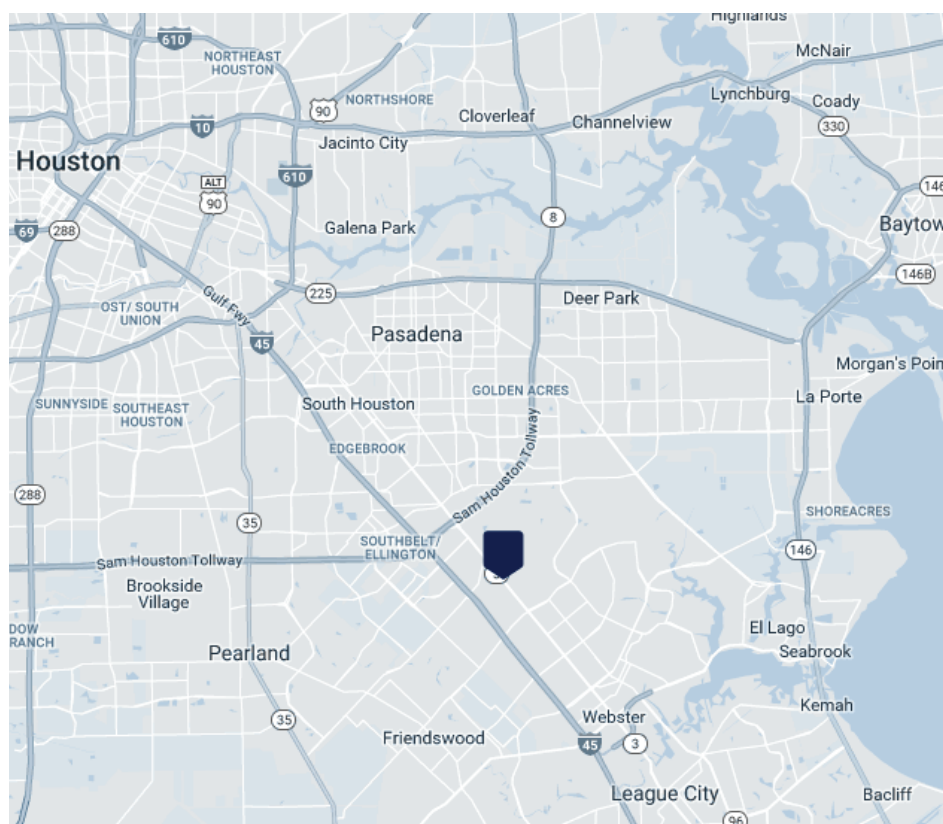 Highlands
610
NORTHEAST
HOUSTON
McNair
90
NORTHSHORE
Lynchburg
Coady
10
Cloverleaf
Channelview
330
Jacinto City
Houston
610
ALT
90
146
8
69
288
Galena Park
Baytow
146B
225
Deer Park
OST/ SOUTH
UNION
Gulf Fwy
45
Pasadena
Morgan's Poin
GOLDEN ACRES
La Porte
SUNNYSIDE
SOUTHEAST
HOUSTON
South Houston
EDGEBROOK
Sam Houston Tollway
288
35
SHOREACRES
SOUTHBELT/
ELLINGTON
146
Sam Houston Tollway
Brookside
Village
DOW
RANCH
El Lago
Seabrook
Pearland
Kemah
35
Webster
Friendswood
45
3
League City
Bacliff
96